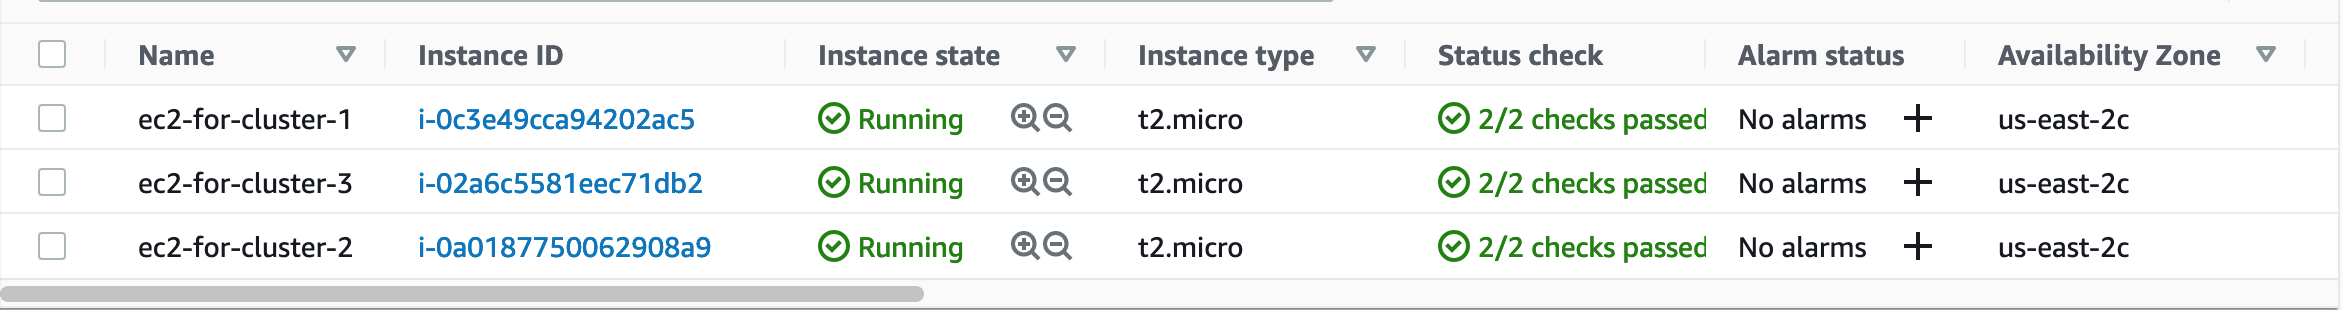 Name Instance ID Instance state Instance type Status check Alarm status Availability Zone
ec2-for-cluster-1 i-0c3e49cca94202ac5 Running t2.micro 2/2 checks passed No alarms + us-east-2c
ec2-for-cluster-3 i-02a6c5581eec71db2 Running t2.micro 2/2 checks passed No alarms + us-east-2c
ec2-for-cluster-2 i-0a0187750062908a9 Running t2.micro 2/2 checks passed No alarms + us-east-2c